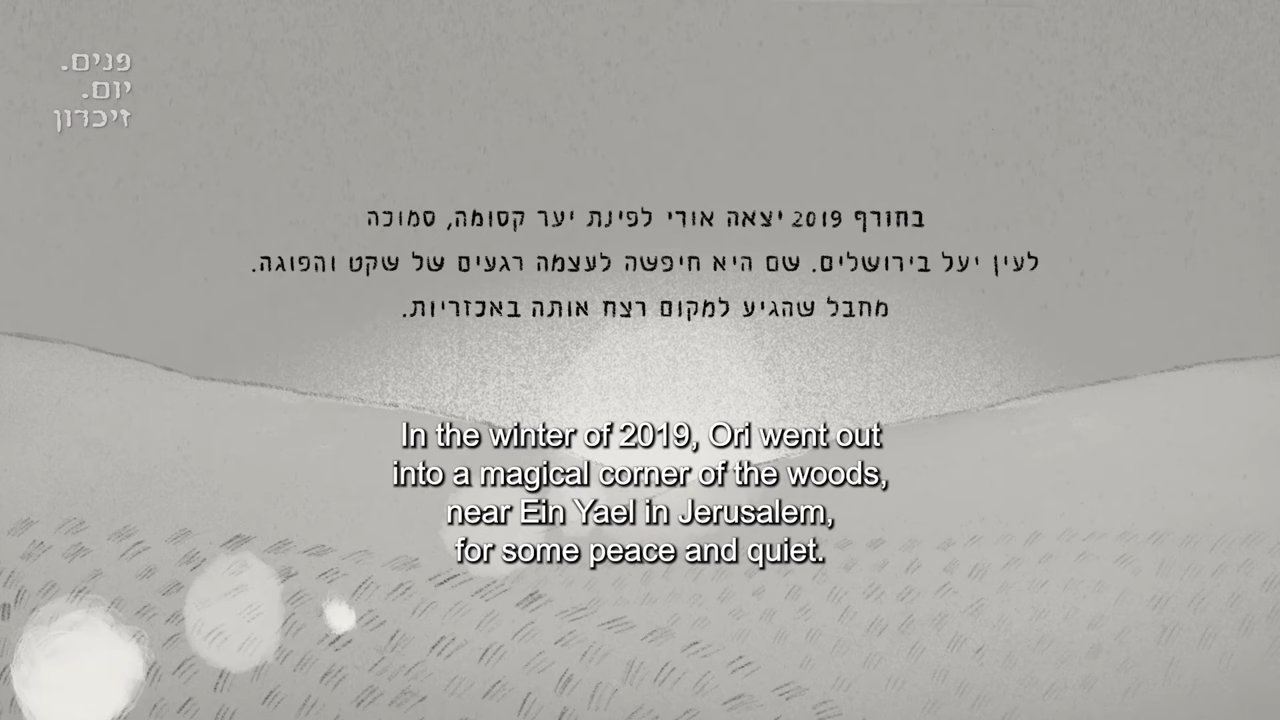 פנים.
יום.
זיכרון
בחורף 2019 יצאה אורי לפינת יער קסומה, סמוכה
לעין יעל בירושלים. שם היא חיפשה לעצמה רגעים של שקט והפוגה.
מחבל שהגיע למקום רצח אותה באכזריות.
In the winter of 2019, Ori went out
into a magical corner of the woods,
near Ein Yael in Jerusalem,
for some peace and quiet.